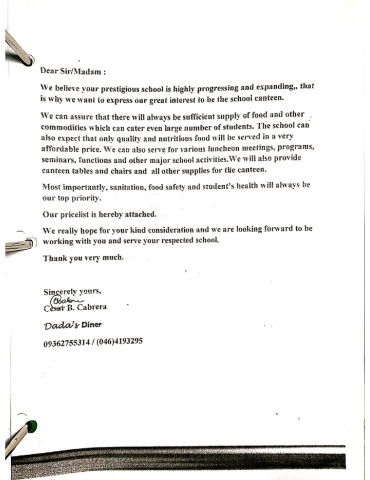 Dear Sir/Madam :
We believe your prestigious school is highly progressing and expanding,, that
is why we want to express our great interest to be the school canteen.
We can assure that there will always be sufficient supply of food and other
commodities which can cater even large number of students. The school can
also expect that only quality and nutritious food will be served in a very
affordable price. We can also serve for various luncheon meetings, programs,
seminars, functions and other major school activities.We will also provide
canteen tables and chairs and all other supplies for the canteen.
Most importantly, sanitation, food safety and student's health will always be
our top priority.
Our pricelist is hereby attached.
We really hope for your kind consideration and we are looking forward to be
working with you and serve your respected school.
Thank you very much.
Sincerely yours,
Cesar B. Cabrera
Dada's Diner
09362755314 / (046)4193295